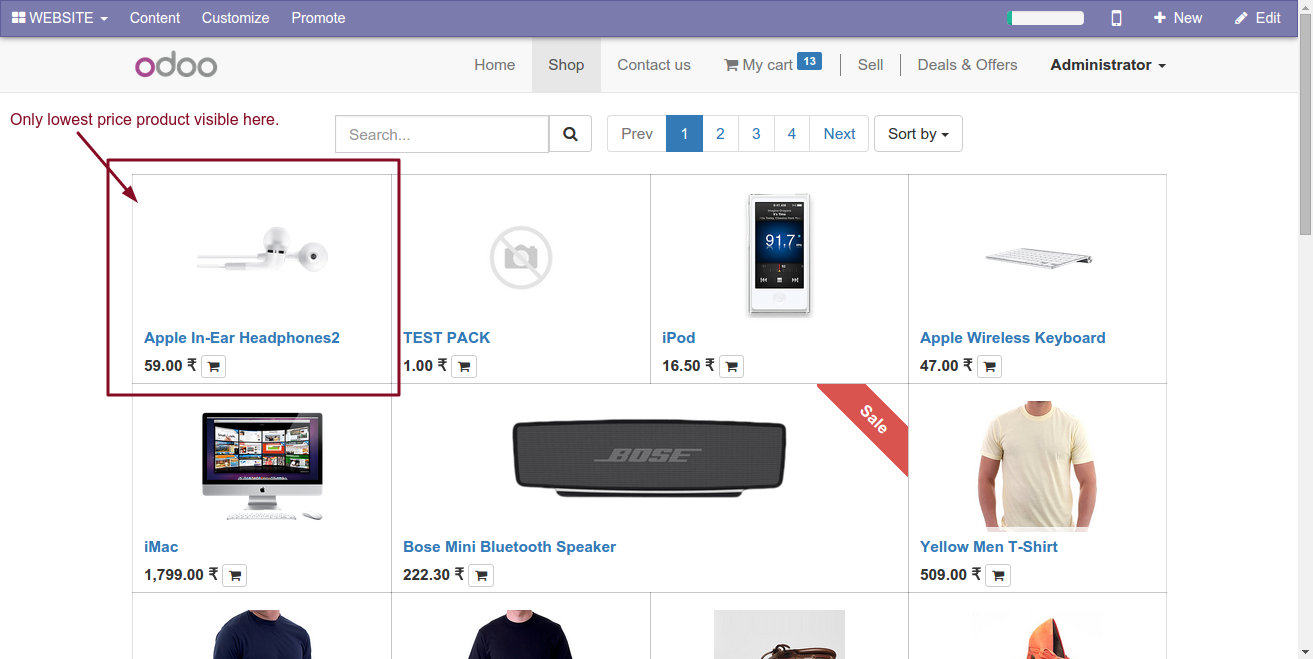 WEBSITE Content Customize Promote New Edit
odoo Home Shop Contact us My cart 13 Sell Deals & Offers Administrator
Only lowest price product visible here.
Search... Prev 1 2 3 4 Next Sort by
91.7
Apple In-Ear Headphones2 TEST PACK iPod Apple Wireless Keyboard
59.00 ₹ 1.00 ₹ 16.50 ₹ 47.00 ₹
Sale
BOSE
iMac Bose Mini Bluetooth Speaker Yellow Men T-Shirt
1,799.00 ₹ 222.30 ₹ 509.00 ₹